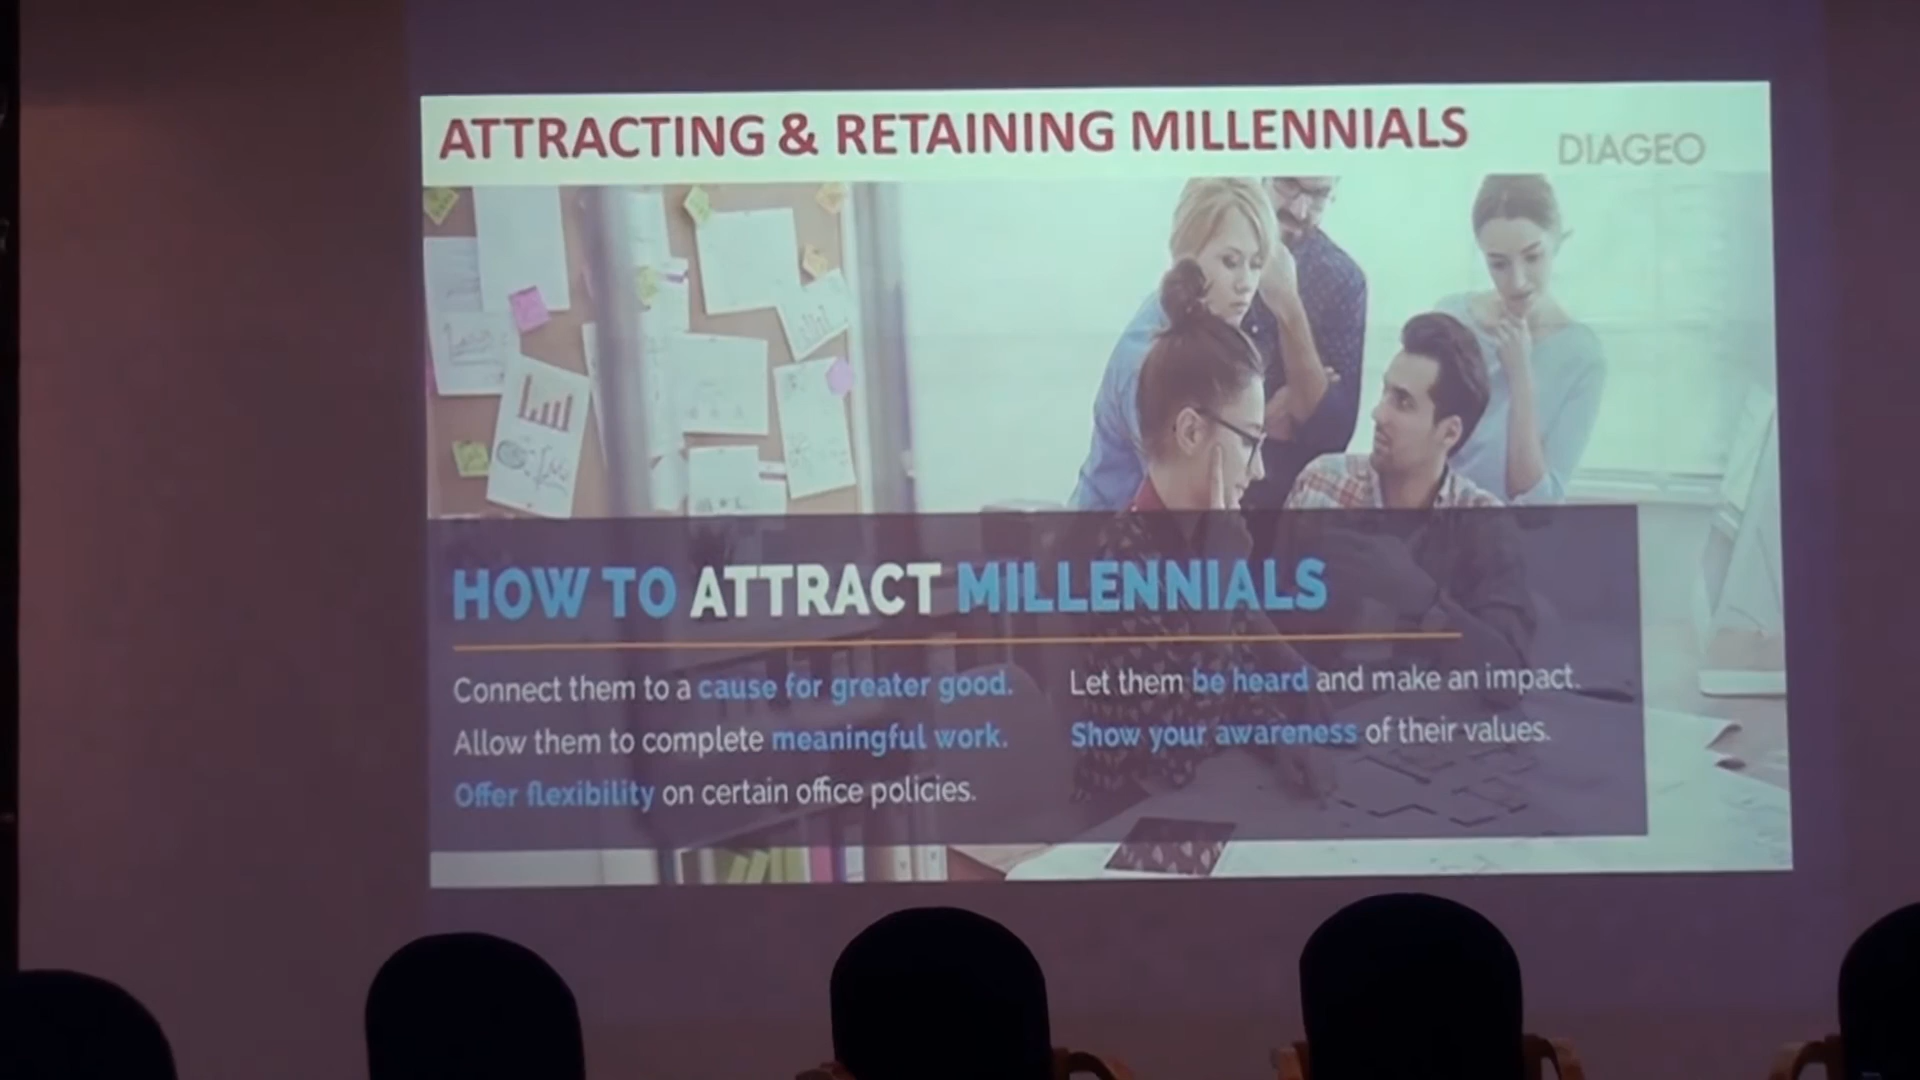 ATTRACTING & RETAINING MILLENNIALS
DIAGEO
HOW TO ATTRACT MILLENNIALS
Connect them to a cause for greater good.
Allow them to complete meaningful work.
Offer flexibility on certain office policies.
Let them be heard and make an impact.
Show your awareness of their values.